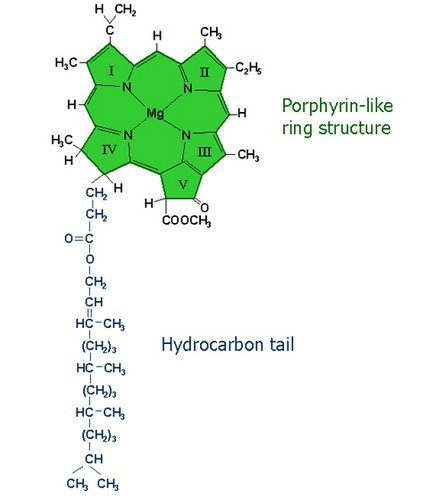 H CH₂
C
H CH₃
H₃C I II C₂H₅
N N
H Mg H
N N
H₃C IV III CH₃
H
H V
CH₂ H O
CH₂ COOCH₃
O=C
O
CH₂
CH
HC-CH₃
(CH₂)₃
HC-CH₃
(CH₂)₃
HC-CH₃
(CH₂)₃
CH
CH₃ CH₃
Porphyrin-like
ring structure
Hydrocarbon tail